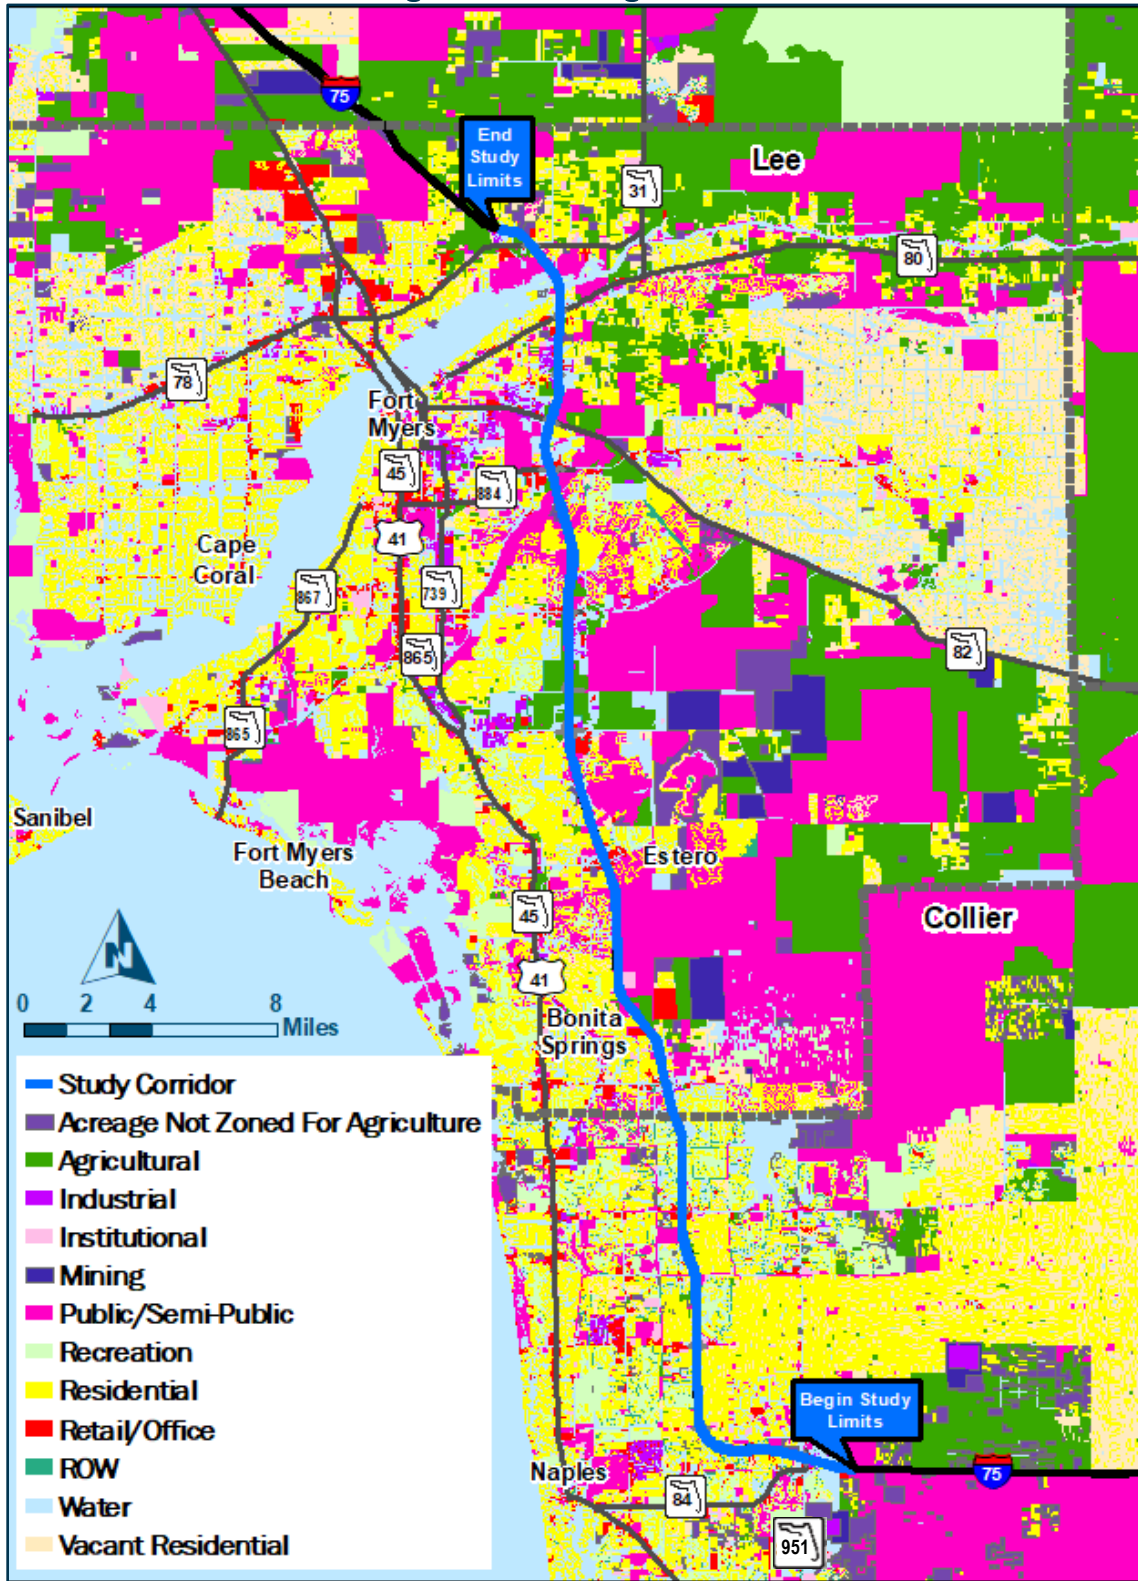 75
End
Study
Limits
Lee
31
80
78
Fort
Myers
45
884
41
Cape
Coral
867
739
865
82
865
Sanibel
Fort Myers
Beach
Estero
45
Collier
N
41
0 2 4 8
Miles
Bonita
Springs
Study Corridor
Acreage Not Zoned For Agriculture
Agricultural
Industrial
Institutional
Mining
Public/Semi-Public
Recreation
Residential
Retail/Office
ROW
Water
Vacant Residential
Begin Study
Limits
Naples
75
84
951